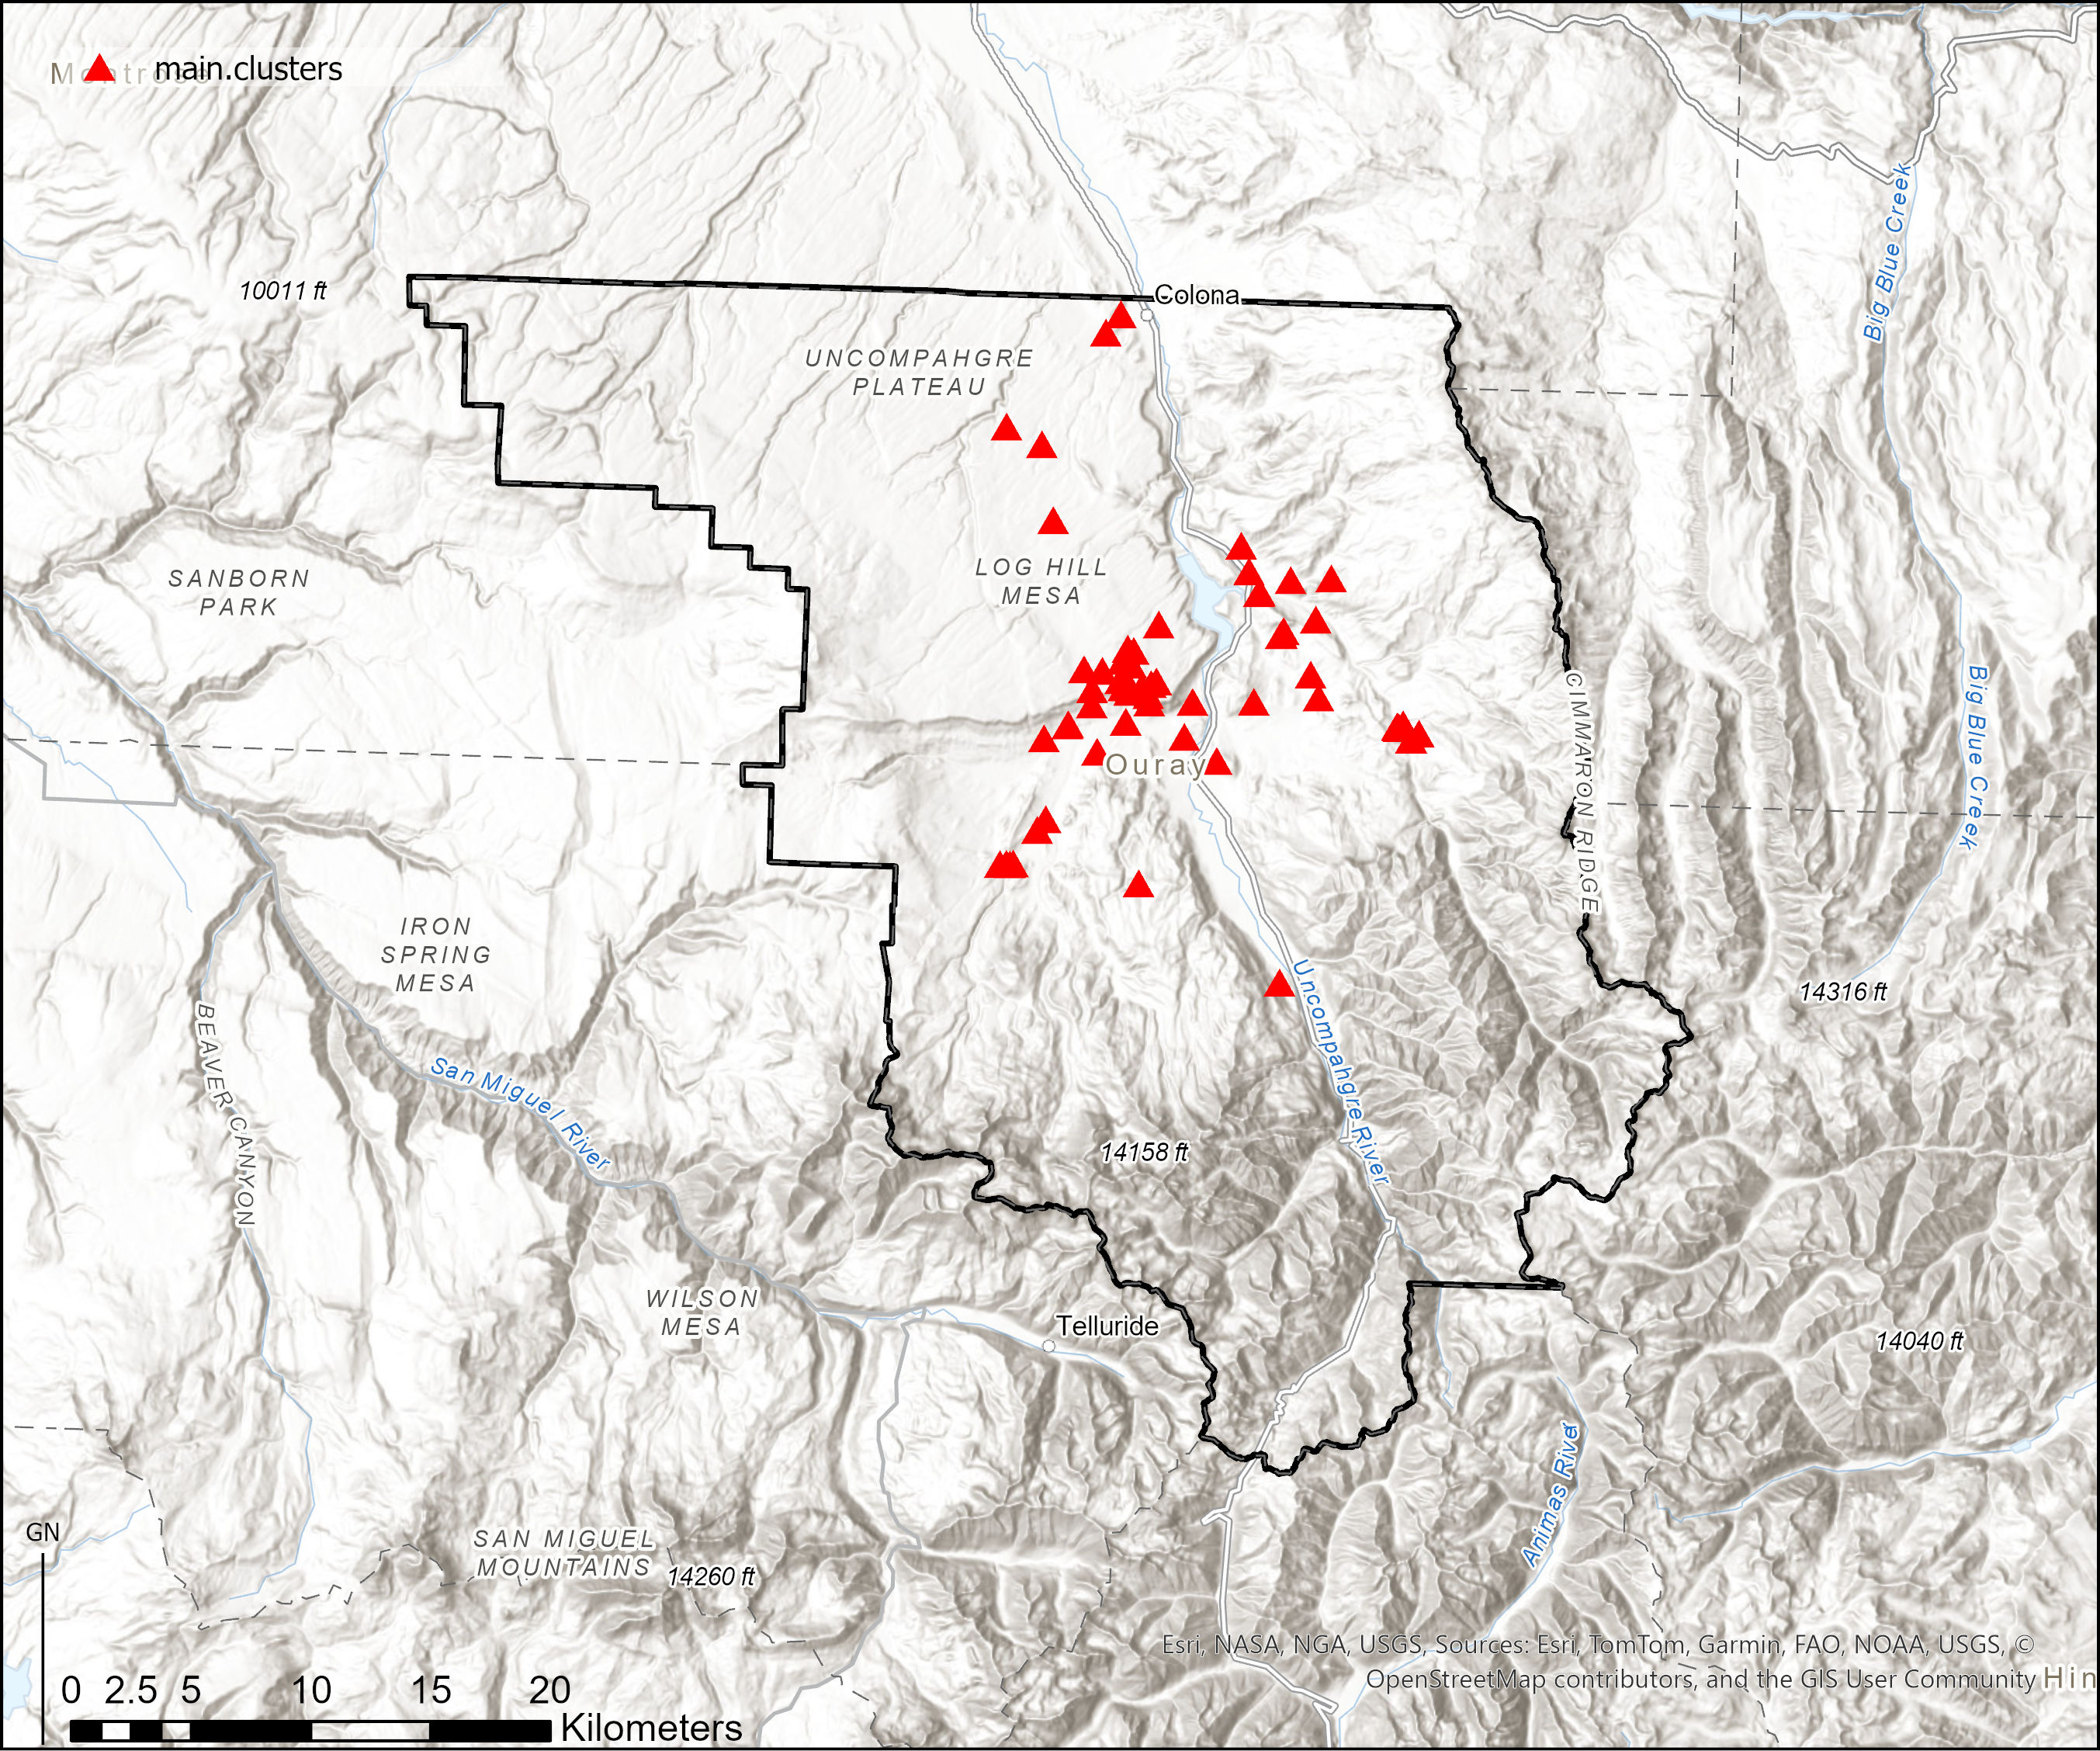 Montrose
main.clusters
Big Blue Creek
10011 ft
Colona
UNCOMPAHGRE
PLATEAU
LOG HILL
MESA
SANBORN
PARK
CIMMARON RIDGE
Big Blue Creek
Ouray
IRON
SPRING
MESA
14316 ft
Uncompahgre River
BEAVER CANYON
San Miguel River
14158 ft
WILSON
MESA
Telluride
14040 ft
Animas River
GN
SAN MIGUEL
MOUNTAINS
14260 ft
Esri, NASA, NGA, USGS, Sources: Esri, TomTom, Garmin, FAO, NOAA, USGS, ©
OpenStreetMap contributors, and the GIS User Community
Hin
0 2.5 5 10 15 20
Kilometers